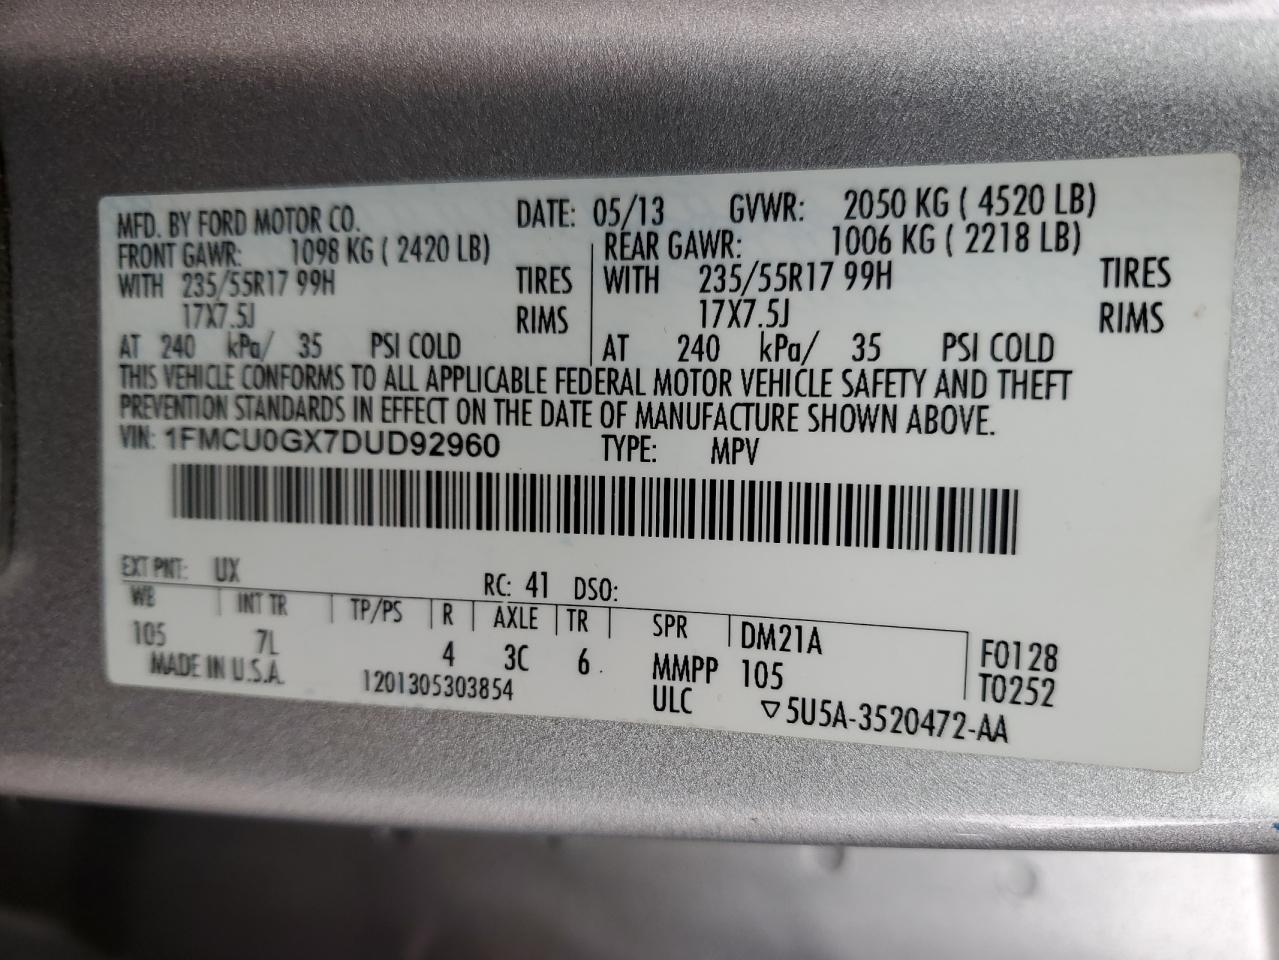 MFD. BY FORD MOTOR CO. DATE: 05/13 GVWR: 2050 KG ( 4520 LB)
FRONT GAWR: 1098 KG ( 2420 LB) REAR GAWR: 1006 KG ( 2218 LB)
WITH 235/55R17 99H TIRES WITH 235/55R17 99H TIRES
17X7.5J RIMS 17X7.5J RIMS
AT 240 kPa/ 35 PSI COLD AT 240 kPa/ 35 PSI COLD
THIS VEHICLE CONFORMS TO ALL APPLICABLE FEDERAL MOTOR VEHICLE SAFETY AND THEFT
PREVENTION STANDARDS IN EFFECT ON THE DATE OF MANUFACTURE SHOWN ABOVE.
VIN: 1FMCU0GX7DUD92960 TYPE: MPV
EXT PNT: UX RC: 41 DSO:
WB INT TR TP/PS R AXLE TR SPR DM21A F0128
105 7L 4 3C 6 MMPP 105 T0252
MADE IN U.S.A. 1201305303854 ULC ▽5U5A-3520472-AA